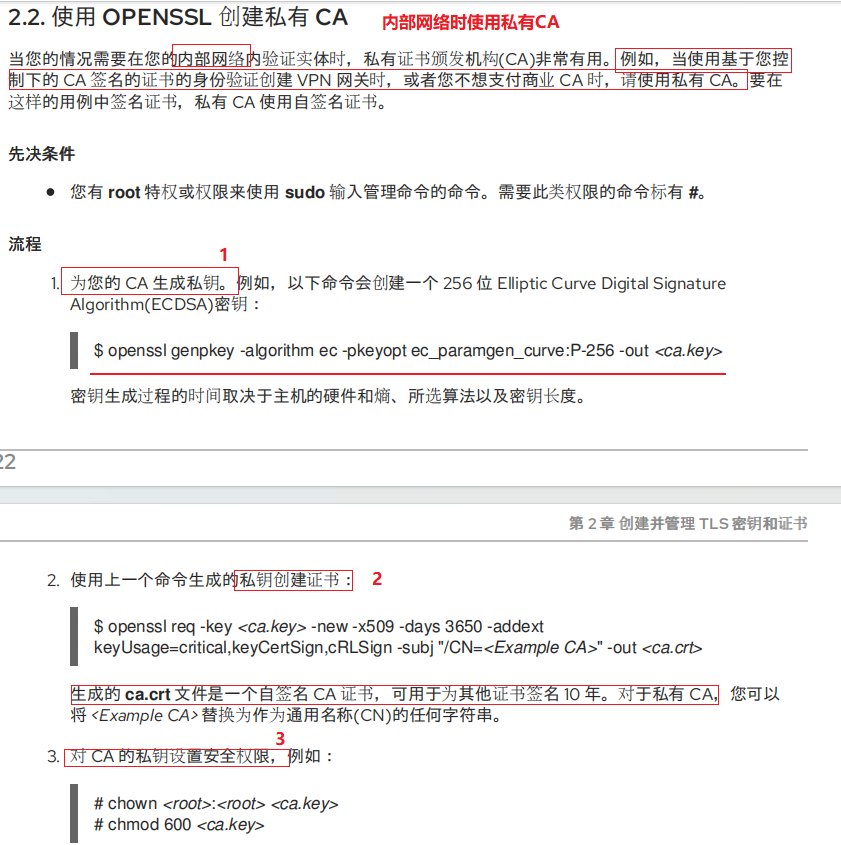 2.2. 使用 OPENSSL 创建私有 CA
内部网络时使用私有CA
当您的情况需要在您的内部网络内验证实体时，私有证书颁发机构(CA)非常有用。例如，当使用基于您控
制下的 CA 签名的证书的身份验证创建 VPN 网关时，或者您不想支付商业 CA 时，请使用私有 CA。要在
这样的用例中签名证书，私有 CA 使用自签名证书。
先决条件
● 您有 root 特权或权限来使用 sudo 输入管理命令的命令。需要此类权限的命令标有 #。
流程
1
1. 为您的 CA 生成私钥。例如，以下命令会创建一个 256 位 Elliptic Curve Digital Signature
Algorithm(ECDSA)密钥：
$ openssl genpkey -algorithm ec -pkeyopt ec_paramgen_curve:P-256 -out <ca.key>
密钥生成过程的时间取决于主机的硬件和熵、所选算法以及密钥长度。
22
第 2 章 创建并管理 TLS 密钥和证书
2. 使用上一个命令生成的私钥创建证书： 2
$ openssl req -key <ca.key> -new -x509 -days 3650 -addext
keyUsage=critical,keyCertSign,cRLSign -subj "/CN=<Example CA>" -out <ca.crt>
生成的 ca.crt 文件是一个自签名 CA 证书，可用于为其他证书签名 10 年。对于私有 CA，您可以
将 <Example CA> 替换为作为通用名称(CN)的任何字符串。
3
3. 对 CA 的私钥设置安全权限，例如：
# chown <root>:<root> <ca.key>
# chmod 600 <ca.key>